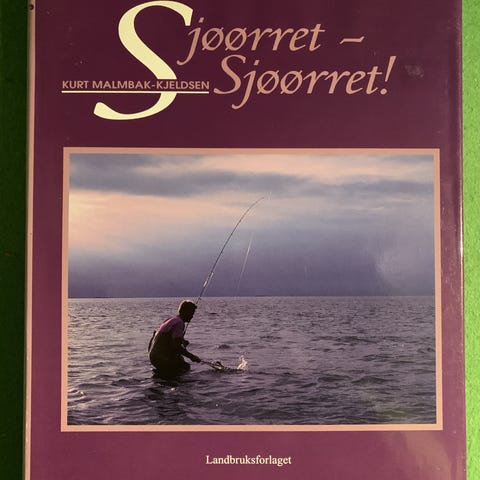 Sjøørret –
KURT MALMBAK-KJELDSEN
Sjøørret!
Landbruksforlaget